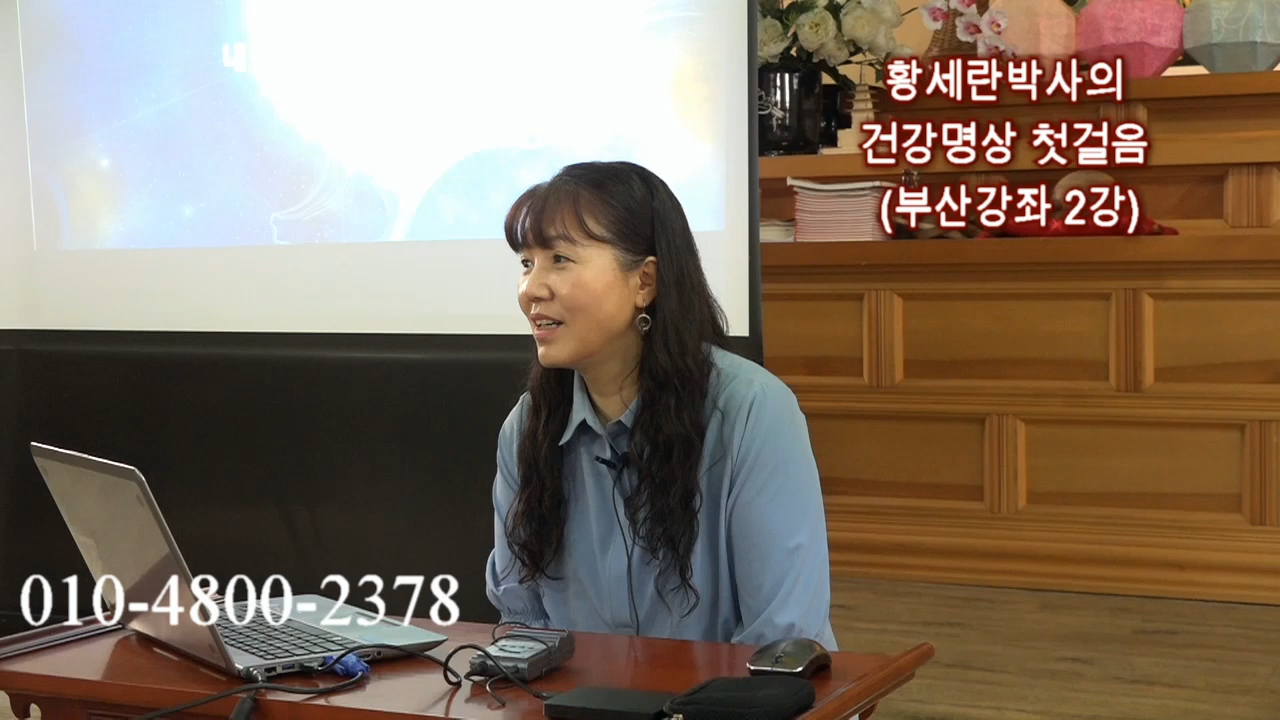 내
황세란박사의
건강명상 첫걸음
(부산강좌 2강)
010-4800-2378